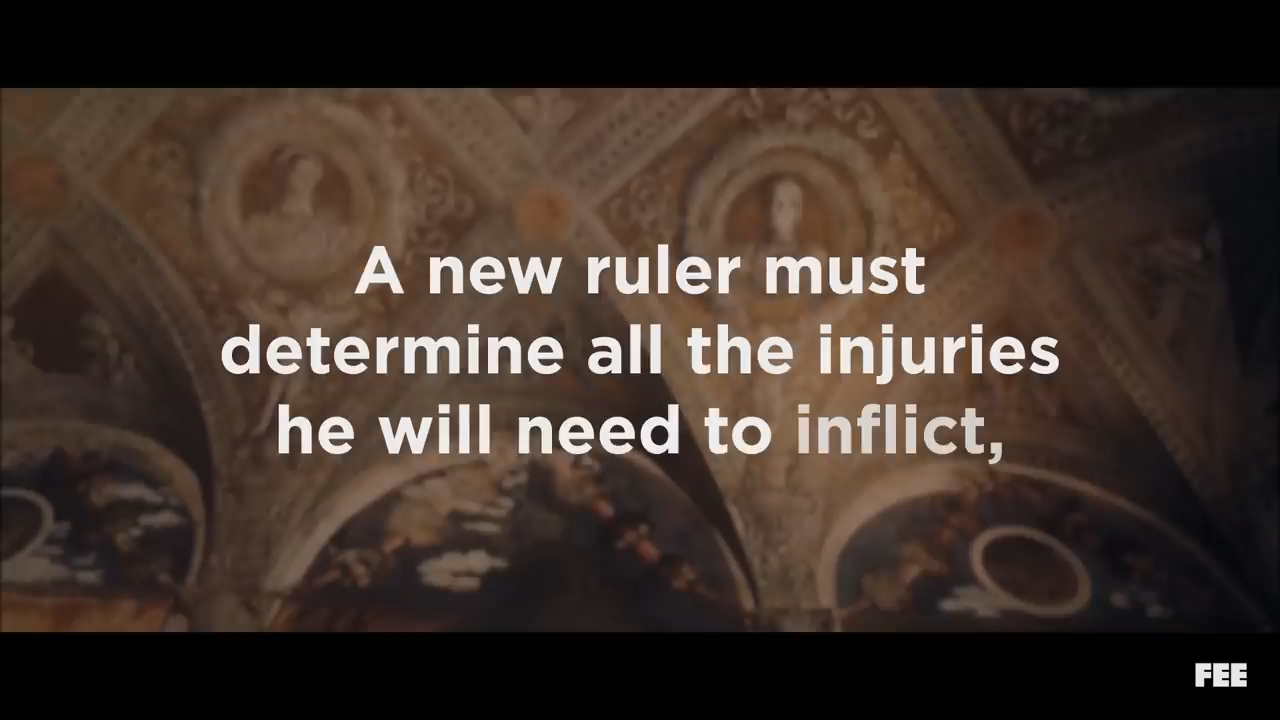 A new ruler must
determine all the injuries
he will need to inflict,
FEE